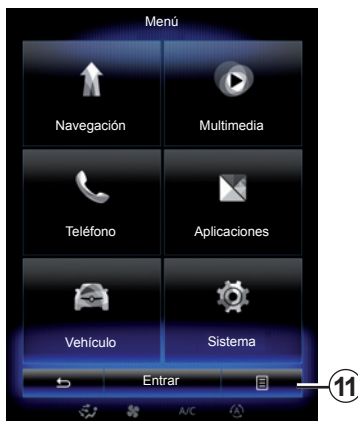 Menú
Navegación Multimedia
Teléfono Aplicaciones
Vehículo Sistema
Entrar
11
A/C